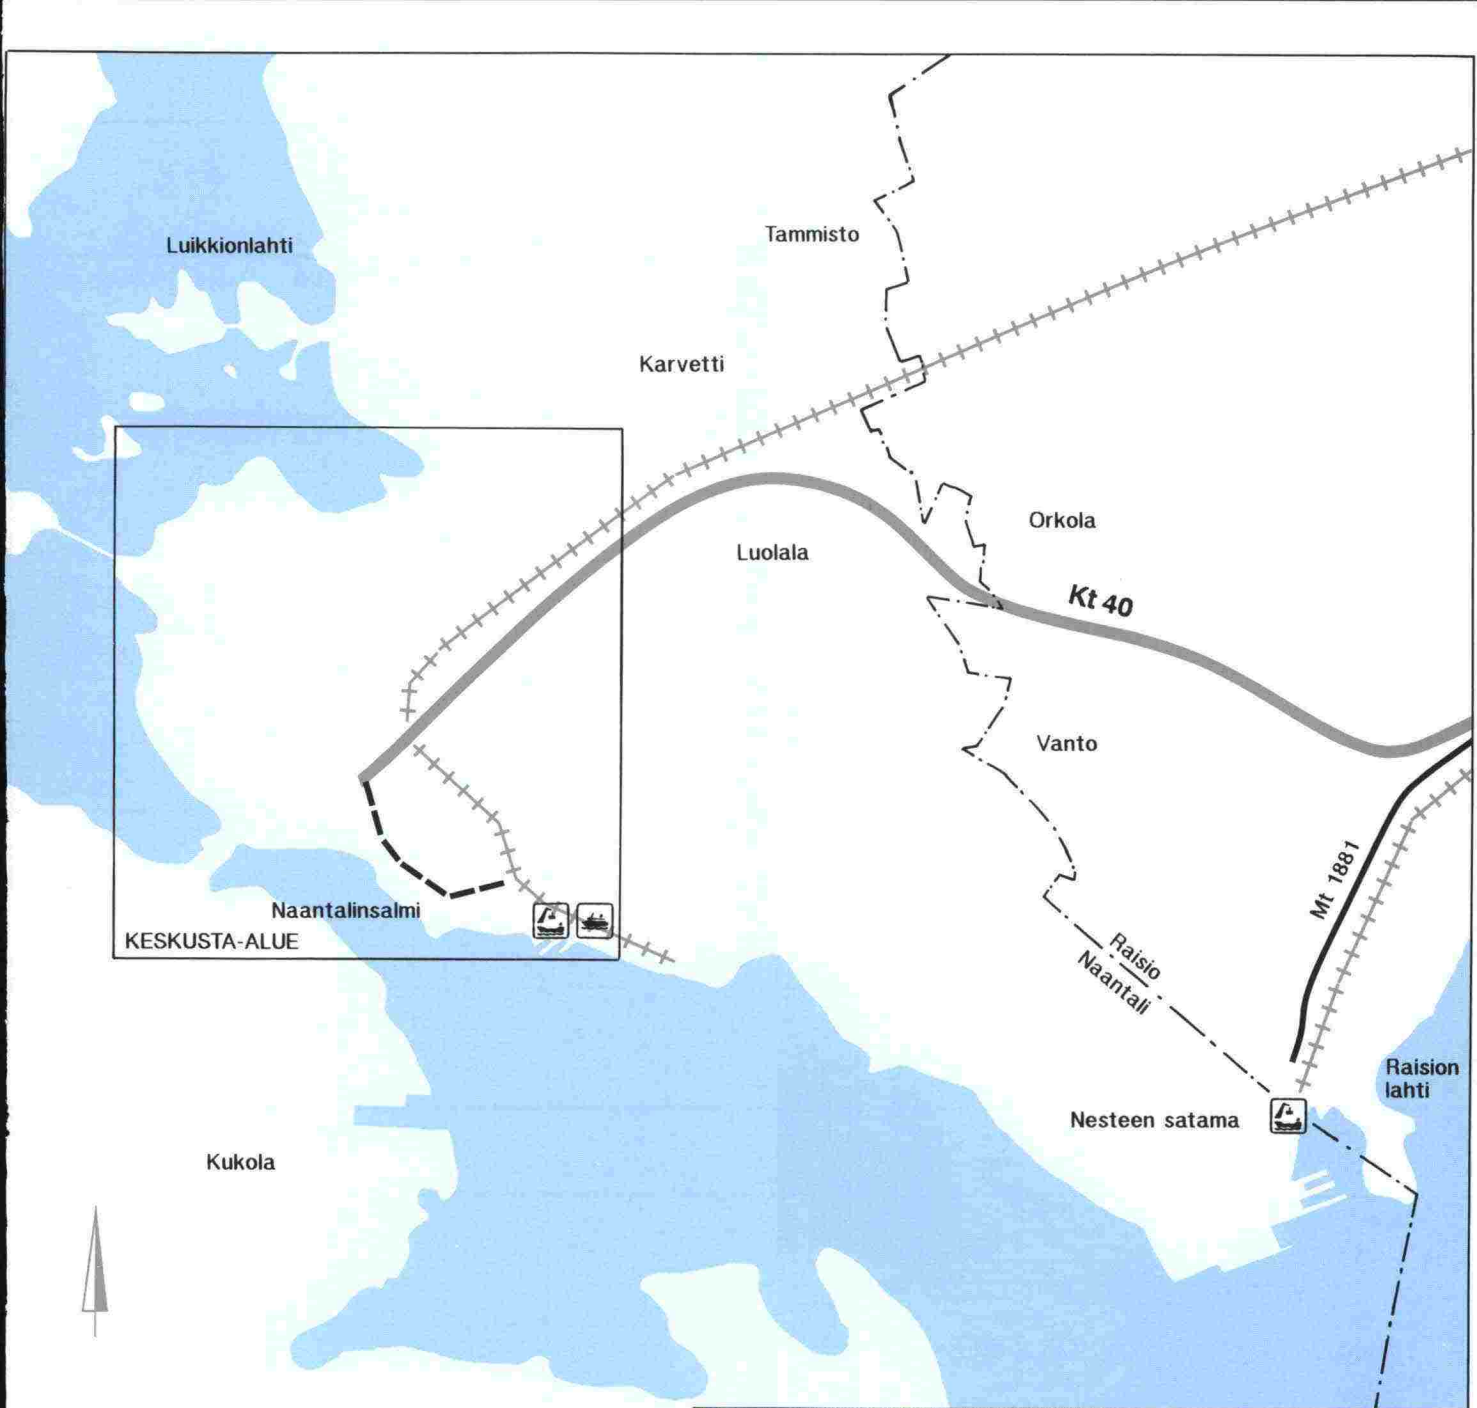 Luikkionlahti
Tammisto
Karvetti
Orkola
Luolala
Kt 40
Vanto
Mt 1881
Naantalinsalmi
KESKUSTA-ALUE
Raisio
Naantali
Raision
lahti
Nesteen satama
Kukola